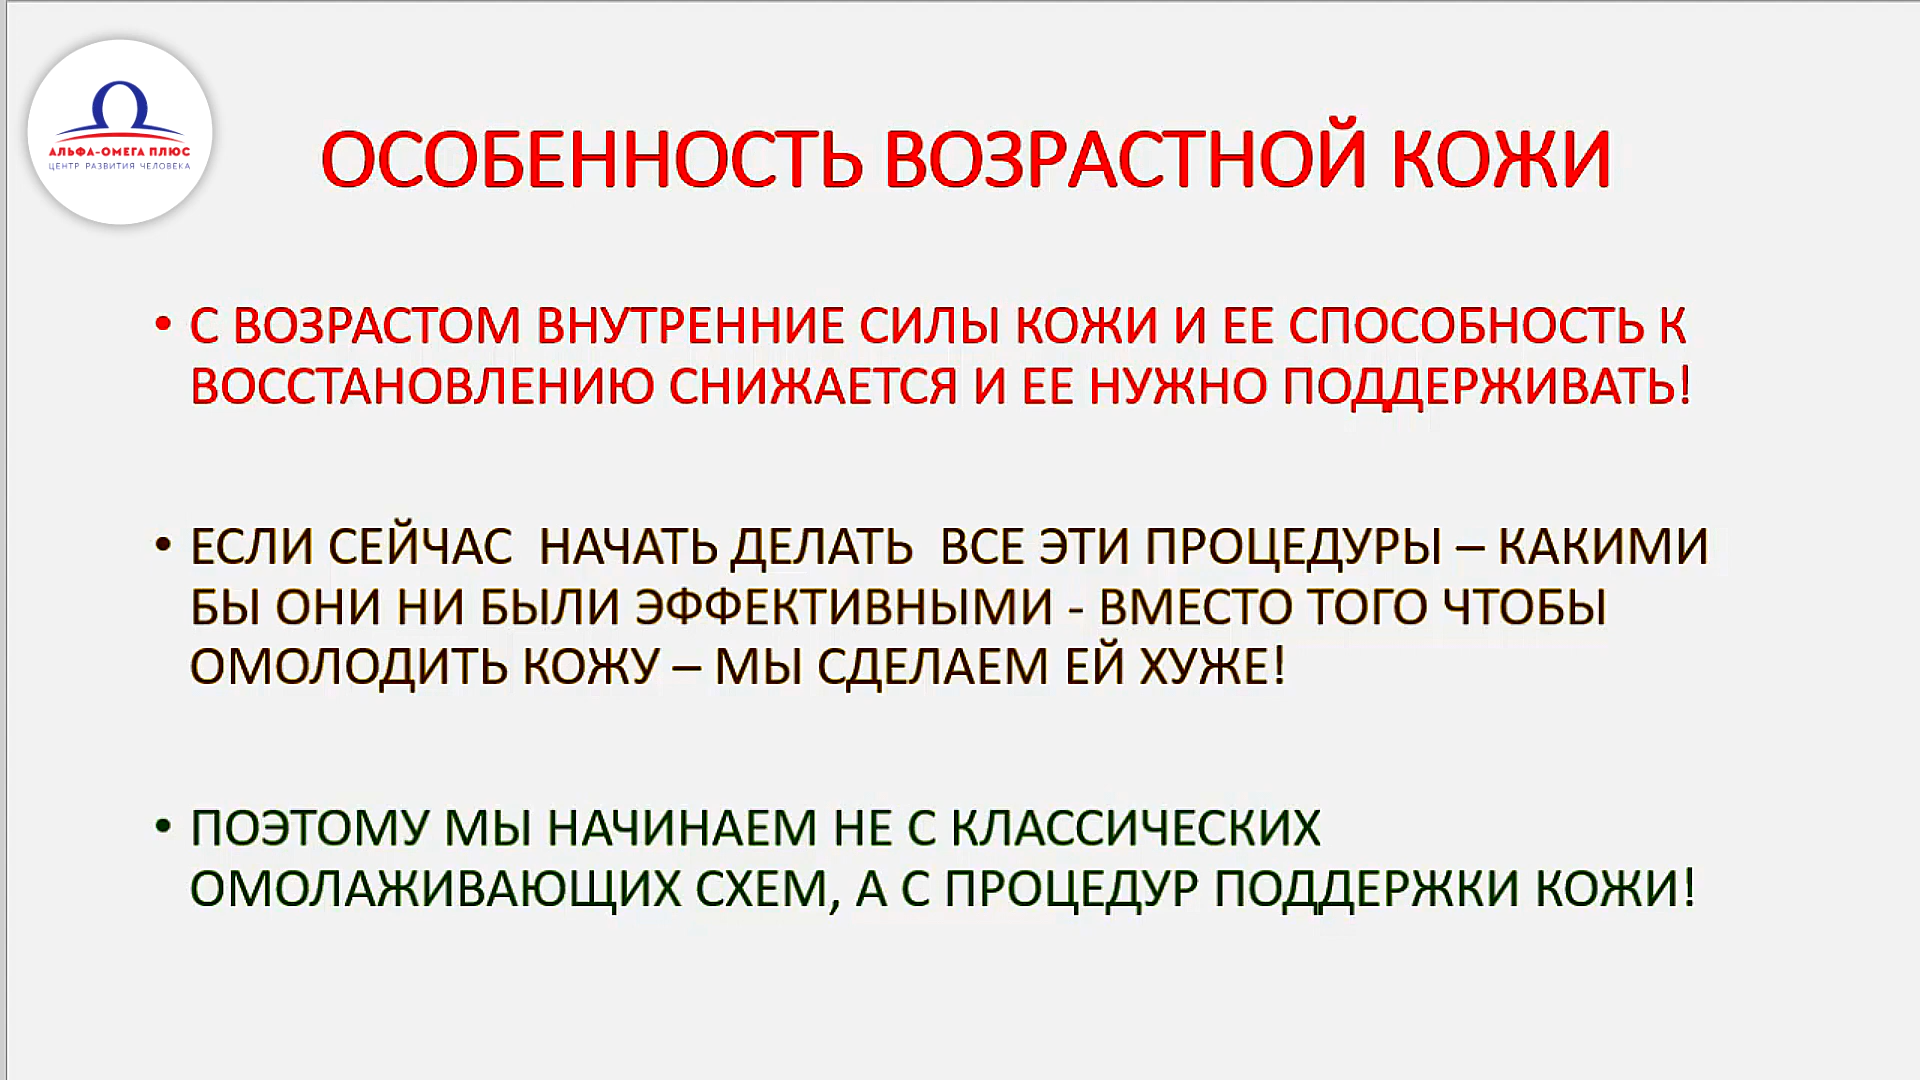 АЛЬФА-ОМЕГА ПЛЮС
ЦЕНТР РАЗВИТИЯ ЧЕЛОВЕКА
ОСОБЕННОСТЬ ВОЗРАСТНОЙ КОЖИ
• С ВОЗРАСТОМ ВНУТРЕННИЕ СИЛЫ КОЖИ И ЕЕ СПОСОБНОСТЬ К
ВОССТАНОВЛЕНИЮ СНИЖАЕТСЯ И ЕЕ НУЖНО ПОДДЕРЖИВАТЬ!
• ЕСЛИ СЕЙЧАС НАЧАТЬ ДЕЛАТЬ ВСЕ ЭТИ ПРОЦЕДУРЫ – КАКИМИ
БЫ ОНИ НИ БЫЛИ ЭФФЕКТИВНЫМИ - ВМЕСТО ТОГО ЧТОБЫ
ОМОЛОДИТЬ КОЖУ – МЫ СДЕЛАЕМ ЕЙ ХУЖЕ!
• ПОЭТОМУ МЫ НАЧИНАЕМ НЕ С КЛАССИЧЕСКИХ
ОМОЛАЖИВАЮЩИХ СХЕМ, А С ПРОЦЕДУР ПОДДЕРЖКИ КОЖИ!